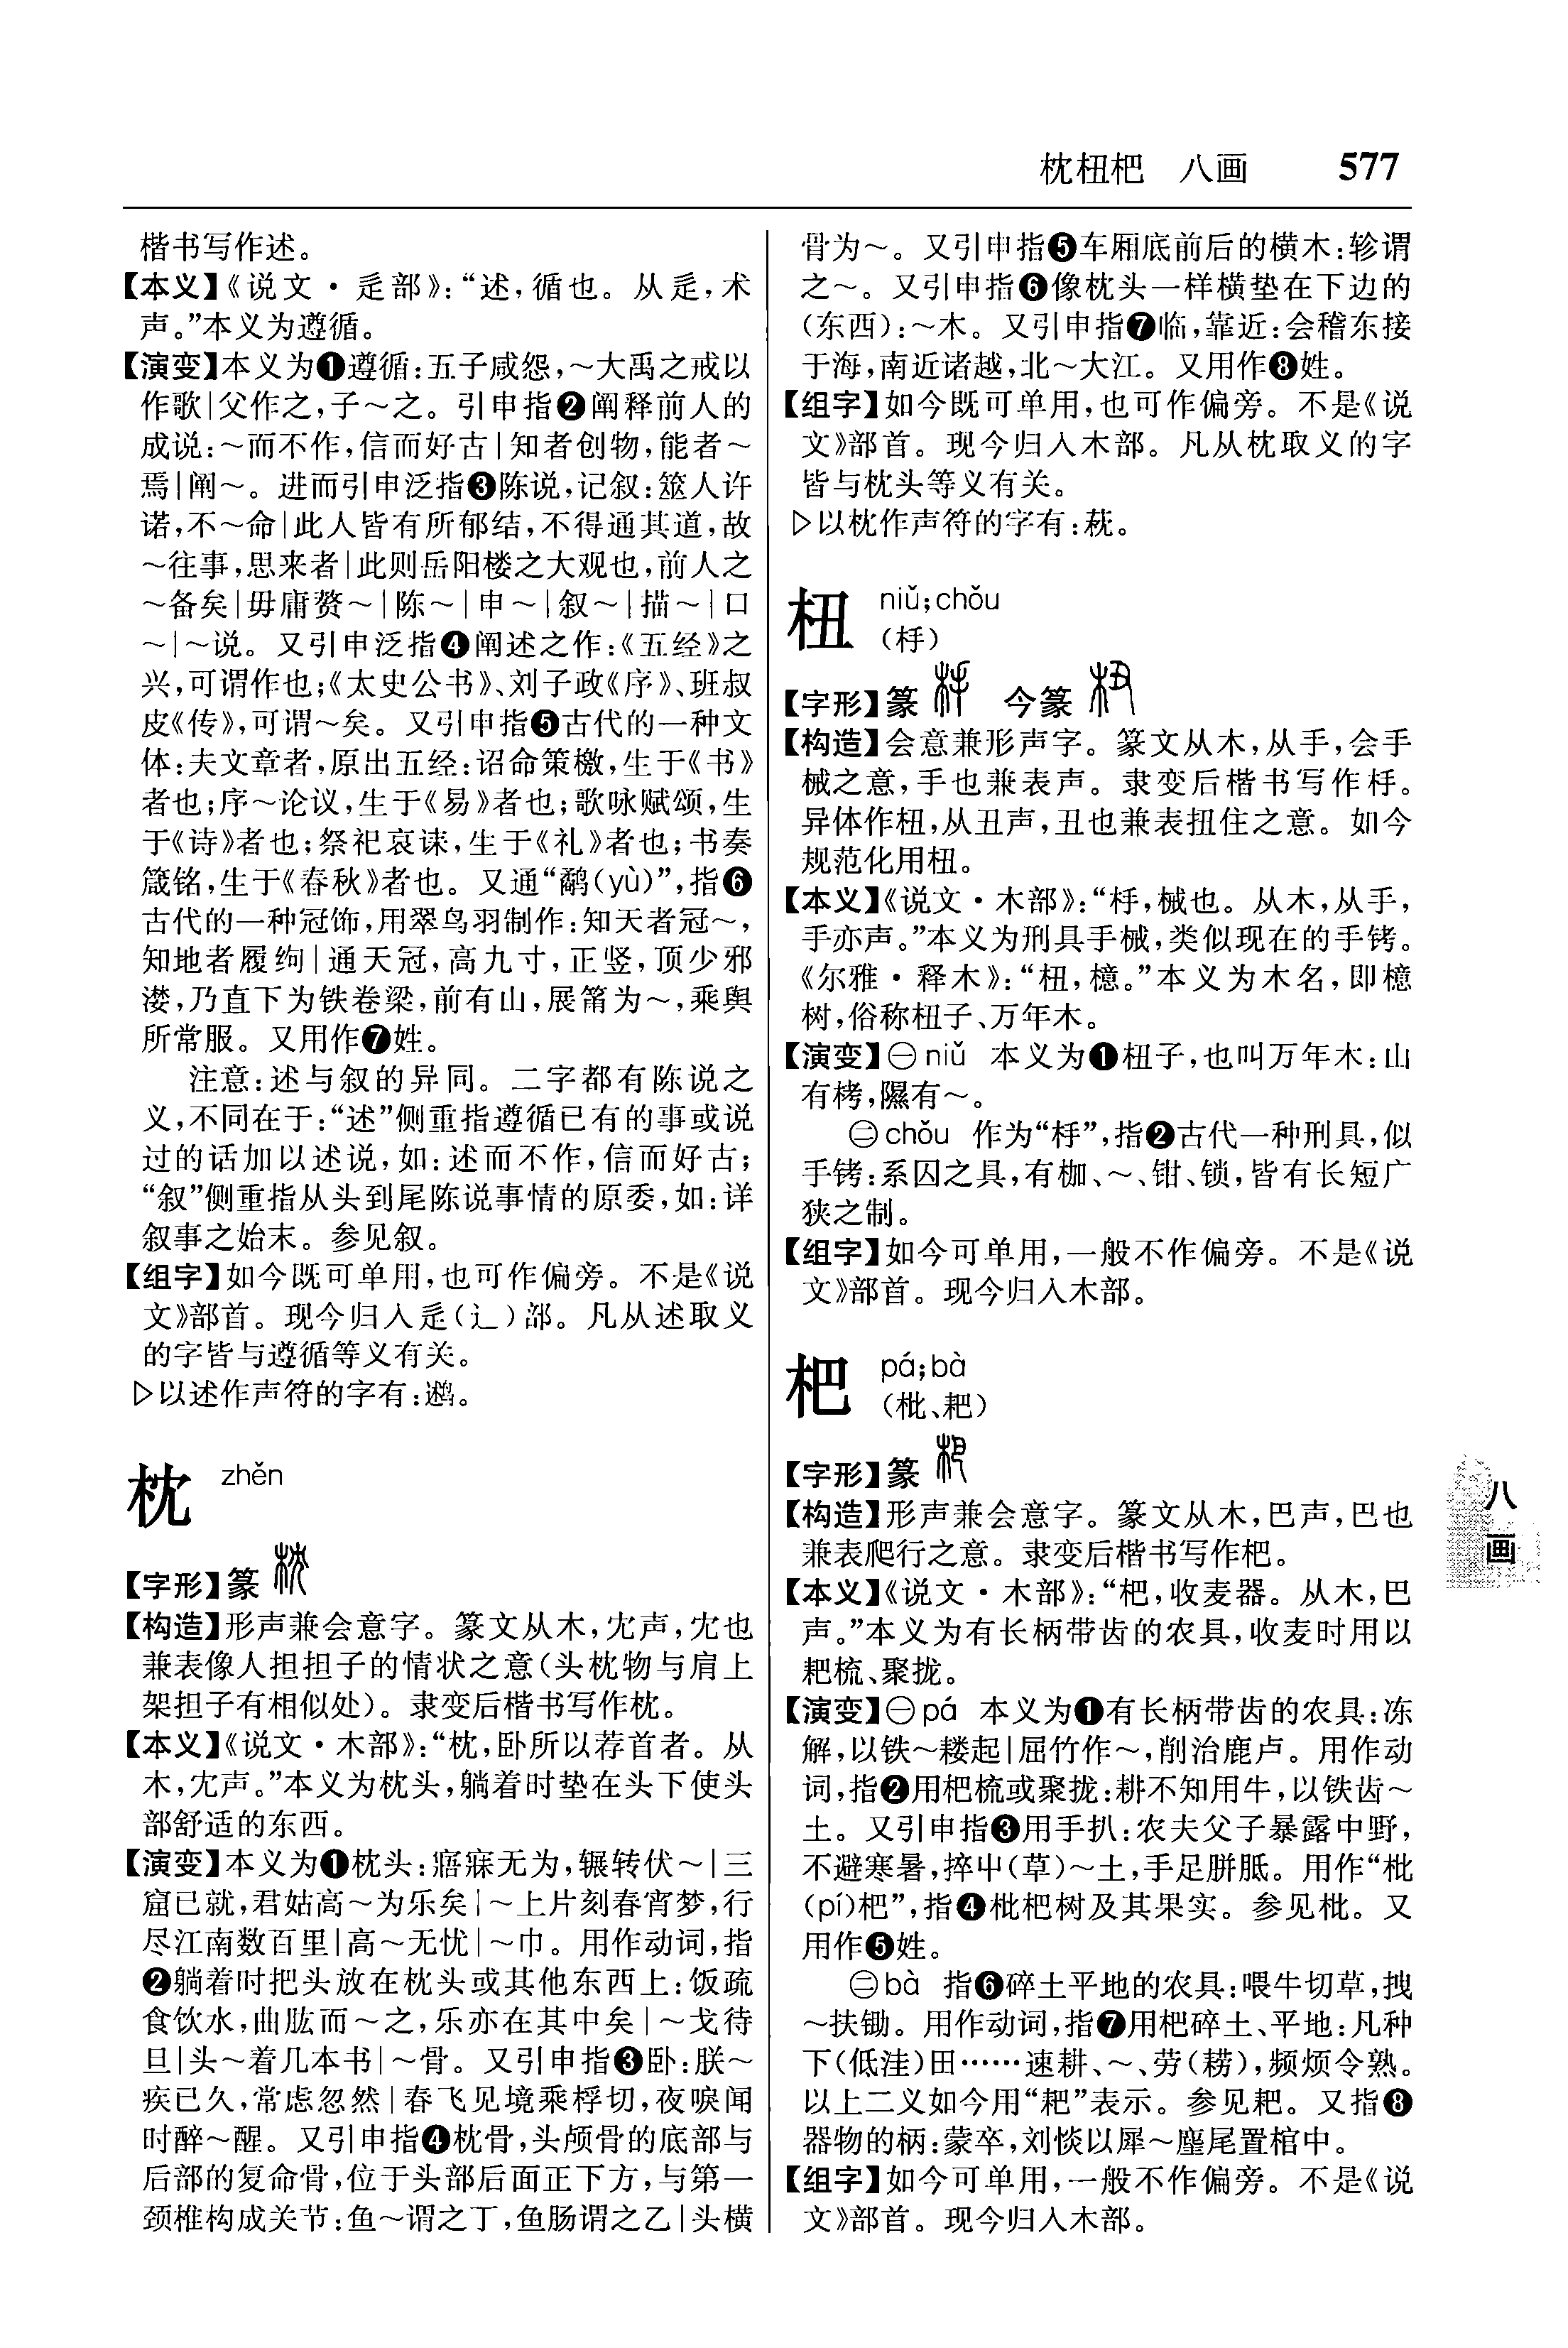 枕杻杷 八画 577
楷书写作述。
【本义】《说文·辵部》:“述,循也。从辵,术
声。”本义为遵循。
【演变】本义为❶遵循:五子咸怨,～大禹之戒以
作歌|父作之,子～之。引申指❷阐释前人的
成说:～而不作,信而好古|知者创物,能者～
焉|阐～。进而引申泛指❸陈说,记叙:筮人许
诺,不～命|此人皆有所郁结,不得通其道,故
～往事,思来者|此则岳阳楼之大观也,前人之
～备矣|毋庸赘～|陈～|申～|叙～|描～|口
～|～说。又引申泛指❹阐述之作:《五经》之
兴,可谓作也;《太史公书》、刘子政《序》、班叔
皮《传》,可谓～矣。又引申指❺古代的一种文
体:夫文章者,原出五经:诏命策檄,生于《书》
者也;序～论议,生于《易》者也;歌咏赋颂,生
于《诗》者也;祭祀哀诔,生于《礼》者也;书奏
箴铭,生于《春秋》者也。又通“鹬(yù)”,指❻
古代的一种冠饰,用翠鸟羽制作:知天者冠～,
知地者履絇|通天冠,高九寸,正竖,顶少邪
溇,乃直下为铁卷梁,前有山,展筩为～,乘舆
所常服。又用作❼姓。
注意:述与叙的异同。二字都有陈说之
义,不同在于:“述”侧重指遵循已有的事或说
过的话加以述说,如:述而不作,信而好古;
“叙”侧重指从头到尾陈说事情的原委,如:详
叙事之始末。参见叙。
【组字】如今既可单用,也可作偏旁。不是《说
文》部首。现今归入辵(辶)部。凡从述取义
的字皆与遵循等义有关。
▷以述作声符的字有:𨔵。
枕 zhěn
【字形】篆
【构造】形声兼会意字。篆文从木,冘声,冘也
兼表像人担担子的情状之意(头枕物与肩上
架担子有相似处)。隶变后楷书写作枕。
【本义】《说文·木部》:“枕,卧所以荐首者。从
木,冘声。”本义为枕头,躺着时垫在头下使头
部舒适的东西。
【演变】本义为❶枕头:寤寐无为,辗转伏～|三
窟已就,君姑高～为乐矣|～上片刻春宵梦,行
尽江南数百里|高～无忧|～巾。用作动词,指
❷躺着时把头放在枕头或其他东西上:饭疏
食饮水,曲肱而～之,乐亦在其中矣|～戈待
旦|头～着几本书|～骨。又引申指❸卧:朕～
疾已久,常虑忽然|春飞见境乘桴切,夜唳闻
时醉～醒。又引申指❹枕骨,头颅骨的底部与
后部的复命骨,位于头部后面正下方,与第一
颈椎构成关节:鱼～谓之丁,鱼肠谓之乙|头横
骨为～。又引申指❺车厢底前后的横木:轸谓
之～。又引申指❻像枕头一样横垫在下边的
(东西):～木。又引申指❼临,靠近:会稽东接
于海,南近诸越,北～大江。又用作❽姓。
【组字】如今既可单用,也可作偏旁。不是《说
文》部首。现今归入木部。凡从枕取义的字
皆与枕头等义有关。
▷以枕作声符的字有:萙。
杻 niǔ;chǒu
(杽)
【字形】篆 今篆
【构造】会意兼形声字。篆文从木,从手,会手
械之意,手也兼表声。隶变后楷书写作杽。
异体作杻,从丑声,丑也兼表扭住之意。如今
规范化用杻。
【本义】《说文·木部》:“杽,械也。从木,从手,
手亦声。”本义为刑具手械,类似现在的手铐。
《尔雅·释木》:“杻,檍。”本义为木名,即檍
树,俗称杻子、万年木。
【演变】㊀niǔ 本义为❶杻子,也叫万年木:山
有栲,隰有～。
㊁chǒu 作为“杽”,指❷古代一种刑具,似
手铐:系囚之具,有枷、～、钳、锁,皆有长短广
狭之制。
【组字】如今可单用,一般不作偏旁。不是《说
文》部首。现今归入木部。
杷 pá;bà
(枇、耙)
【字形】篆
【构造】形声兼会意字。篆文从木,巴声,巴也
兼表爬行之意。隶变后楷书写作杷。
【本义】《说文·木部》:“杷,收麦器。从木,巴
声。”本义为有长柄带齿的农具,收麦时用以
耙梳、聚拢。
【演变】㊀pá 本义为❶有长柄带齿的农具:冻
解,以铁～耧起|屈竹作～,削治鹿卢。用作动
词,指❷用杷梳或聚拢:耕不知用牛,以铁齿～
土。又引申指❸用手扒:农夫父子暴露中野,
不避寒暑,捽屮(草)～土,手足胼胝。用作“枇
(pí)杷”,指❹枇杷树及其果实。参见枇。又
用作❺姓。
㊁bà 指❻碎土平地的农具:喂牛切草,拽
～扶锄。用作动词,指❼用杷碎土、平地:凡种
下(低洼)田……速耕、～、劳(耢),频烦令熟。
以上二义如今用“耙”表示。参见耙。又指❽
器物的柄:蒙卒,刘惔以犀～麈尾置棺中。
【组字】如今可单用,一般不作偏旁。不是《说
文》部首。现今归入木部。
八
画